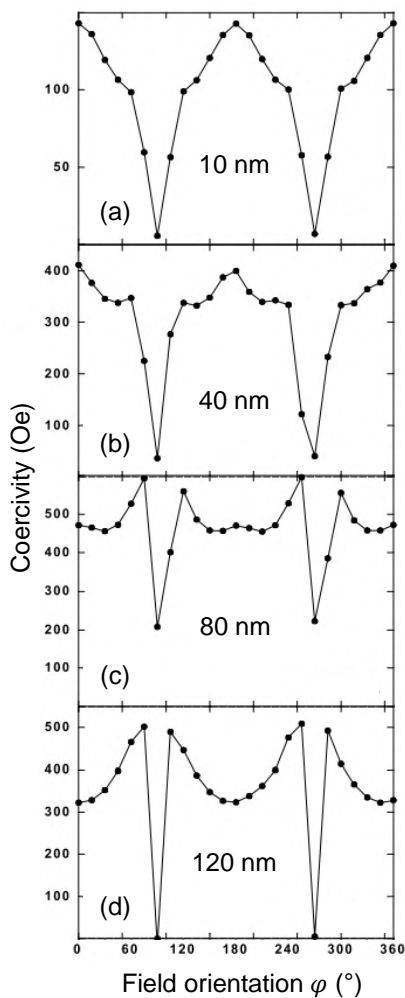 Coercivity (Oe)
100
50
10 nm
(a)
400
300
200
100
40 nm
(b)
500
400
300
200
100
80 nm
(c)
500
400
300
200
100
120 nm
(d)
0 60 120 180 240 300 360
Field orientation φ (°)